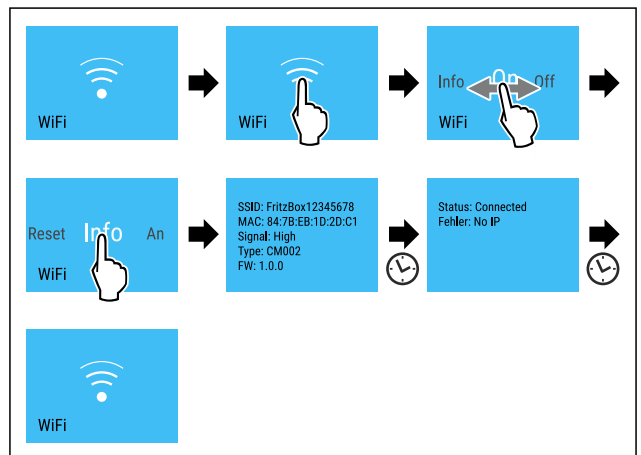 WiFi
WiFi
Info On Off
WiFi
Reset Info An
WiFi
SSID: FritzBox12345678
MAC: 84:7B:EB:1D:2D:C1
Signal: High
Type: CM002
FW: 1.0.0
Status: Connected
Fehler: No IP
WiFi